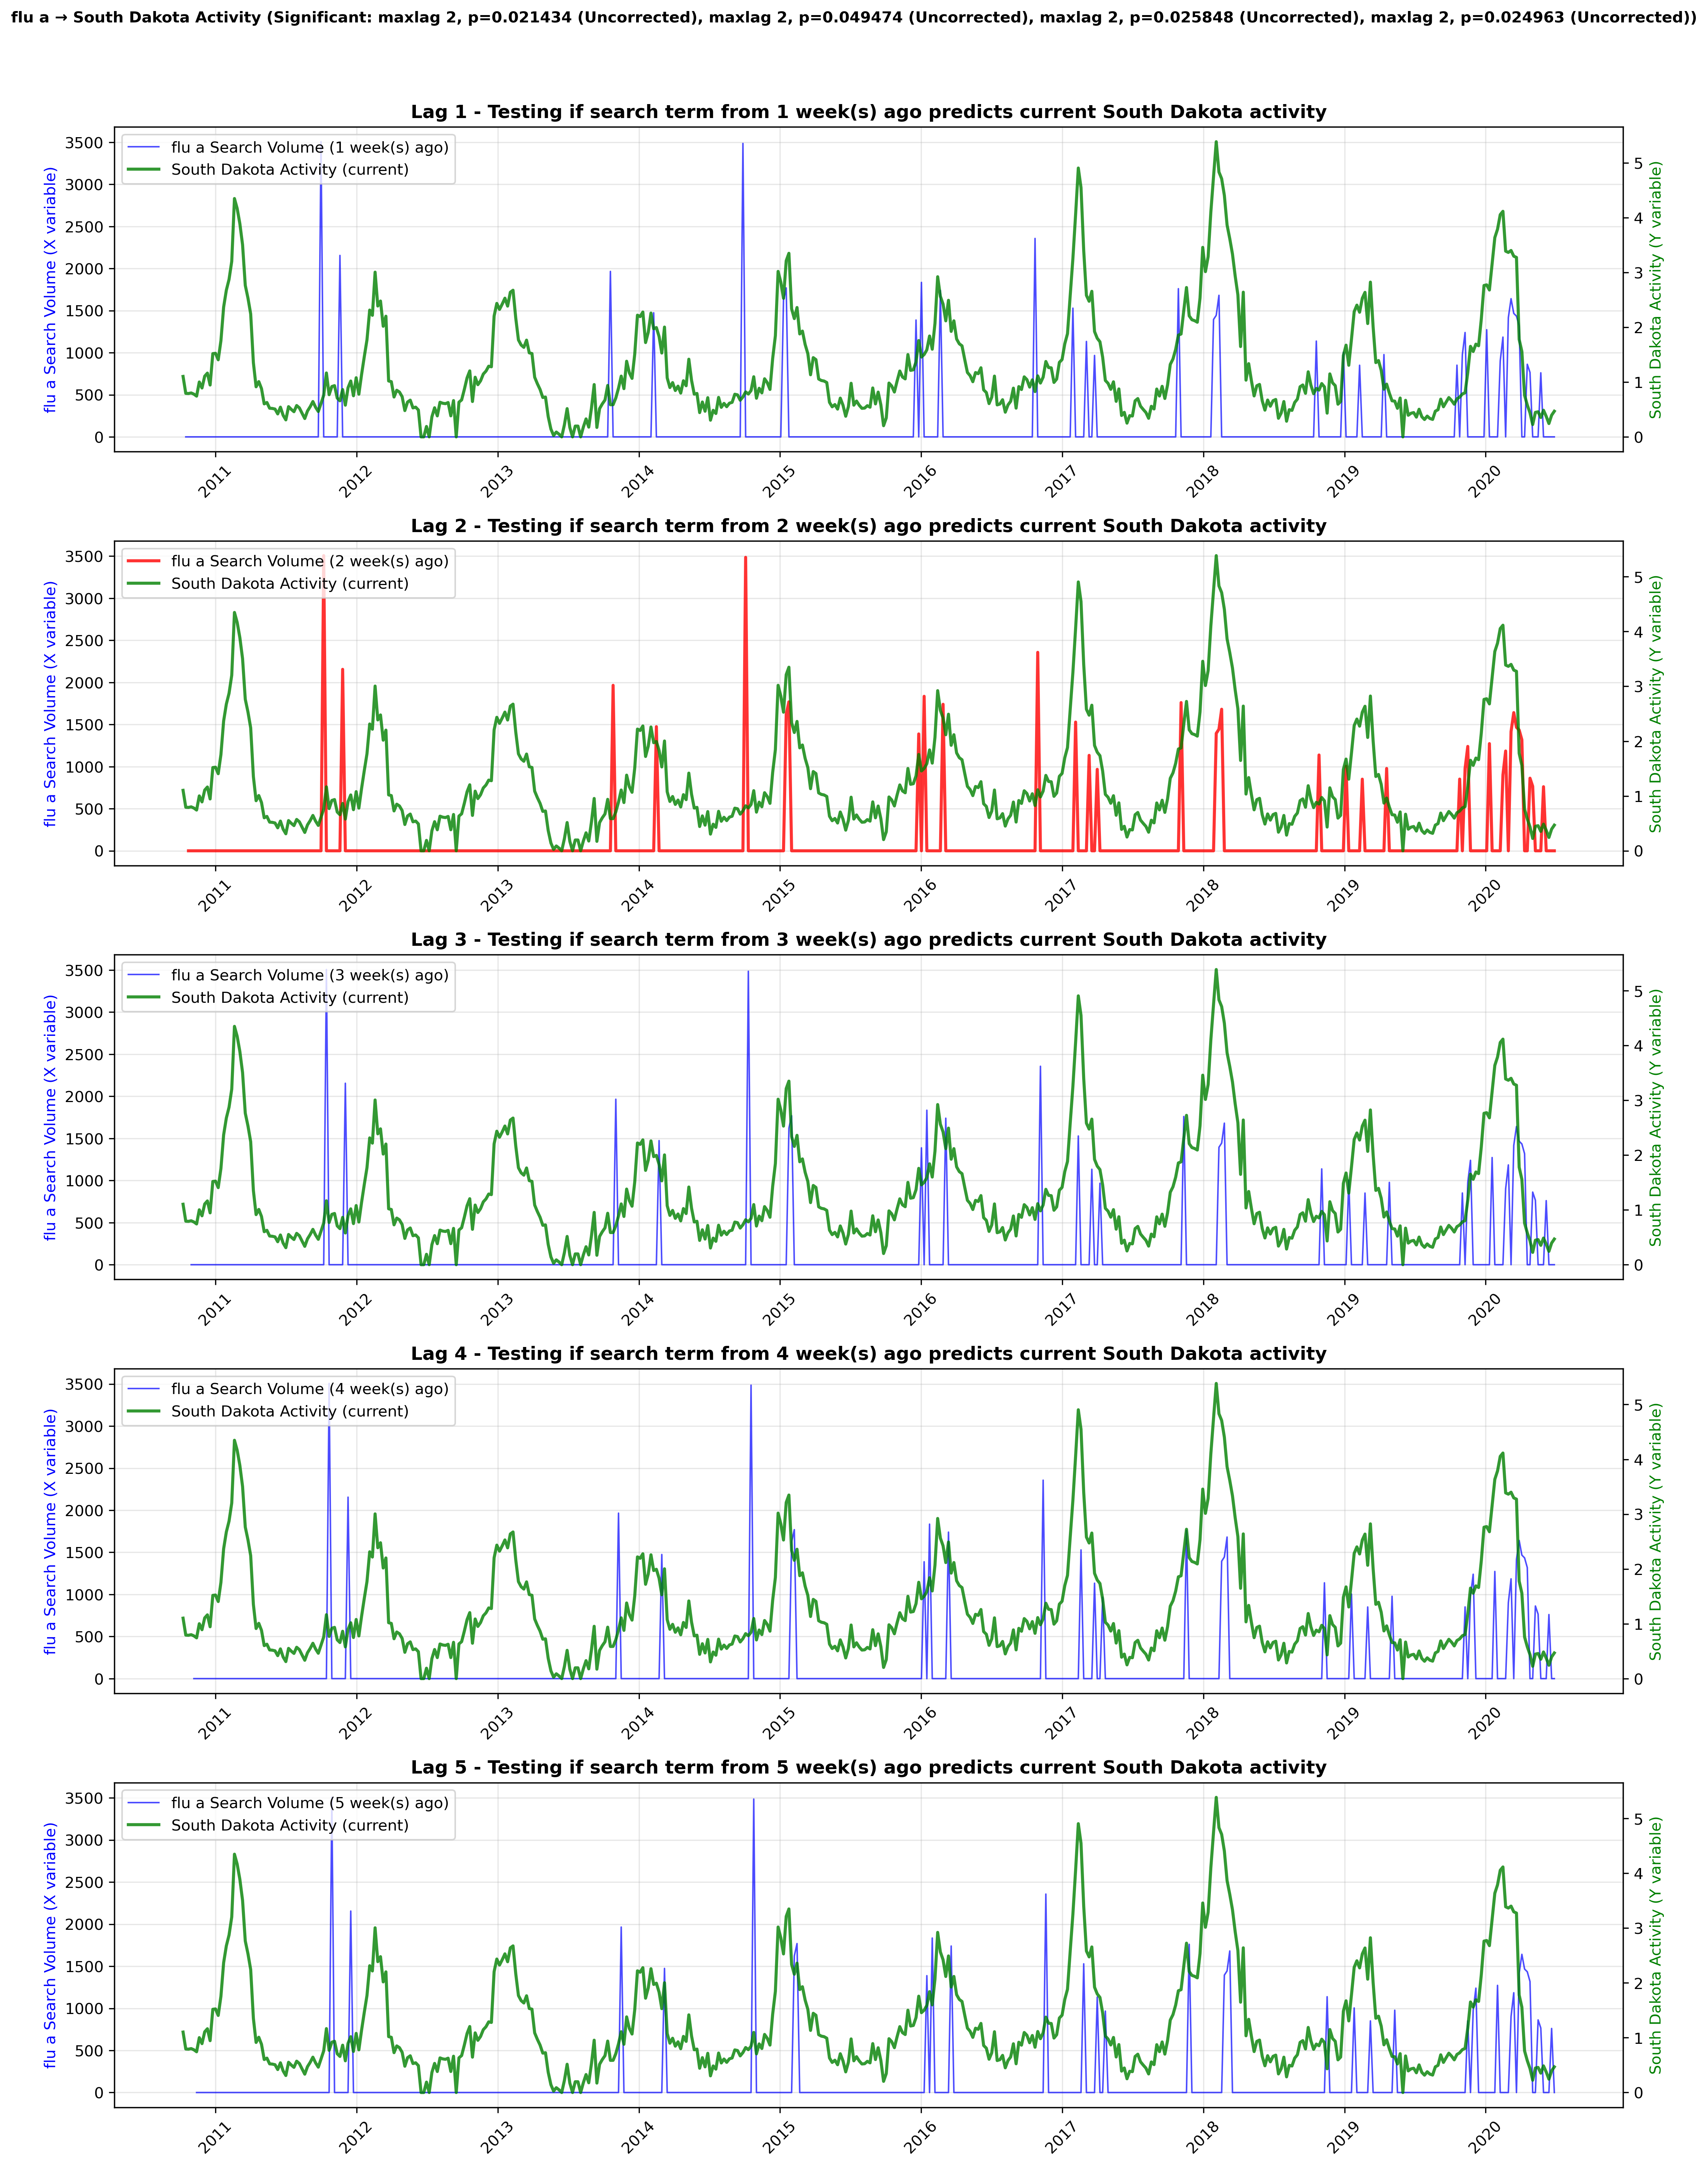 flu a → South Dakota Activity (Significant: maxlag 2, p=0.021434 (Uncorrected), maxlag 2, p=0.049474 (Uncorrected), maxlag 2, p=0.025848 (Uncorrected), maxlag 2, p=0.024963 (Uncorrected))
Lag 1 - Testing if search term from 1 week(s) ago predicts current South Dakota activity
flu a Search Volume (1 week(s) ago)
South Dakota Activity (current)
flu a Search Volume (X variable)
South Dakota Activity (Y variable)
3500
3000
2500
2000
1500
1000
500
0
5
4
3
2
1
0
2011 2012 2013 2014 2015 2016 2017 2018 2019 2020
Lag 2 - Testing if search term from 2 week(s) ago predicts current South Dakota activity
flu a Search Volume (2 week(s) ago)
South Dakota Activity (current)
flu a Search Volume (X variable)
South Dakota Activity (Y variable)
3500
3000
2500
2000
1500
1000
500
0
5
4
3
2
1
0
2011 2012 2013 2014 2015 2016 2017 2018 2019 2020
Lag 3 - Testing if search term from 3 week(s) ago predicts current South Dakota activity
flu a Search Volume (3 week(s) ago)
South Dakota Activity (current)
flu a Search Volume (X variable)
South Dakota Activity (Y variable)
3500
3000
2500
2000
1500
1000
500
0
5
4
3
2
1
0
2011 2012 2013 2014 2015 2016 2017 2018 2019 2020
Lag 4 - Testing if search term from 4 week(s) ago predicts current South Dakota activity
flu a Search Volume (4 week(s) ago)
South Dakota Activity (current)
flu a Search Volume (X variable)
South Dakota Activity (Y variable)
3500
3000
2500
2000
1500
1000
500
0
5
4
3
2
1
0
2011 2012 2013 2014 2015 2016 2017 2018 2019 2020
Lag 5 - Testing if search term from 5 week(s) ago predicts current South Dakota activity
flu a Search Volume (5 week(s) ago)
South Dakota Activity (current)
flu a Search Volume (X variable)
South Dakota Activity (Y variable)
3500
3000
2500
2000
1500
1000
500
0
5
4
3
2
1
0
2011 2012 2013 2014 2015 2016 2017 2018 2019 2020